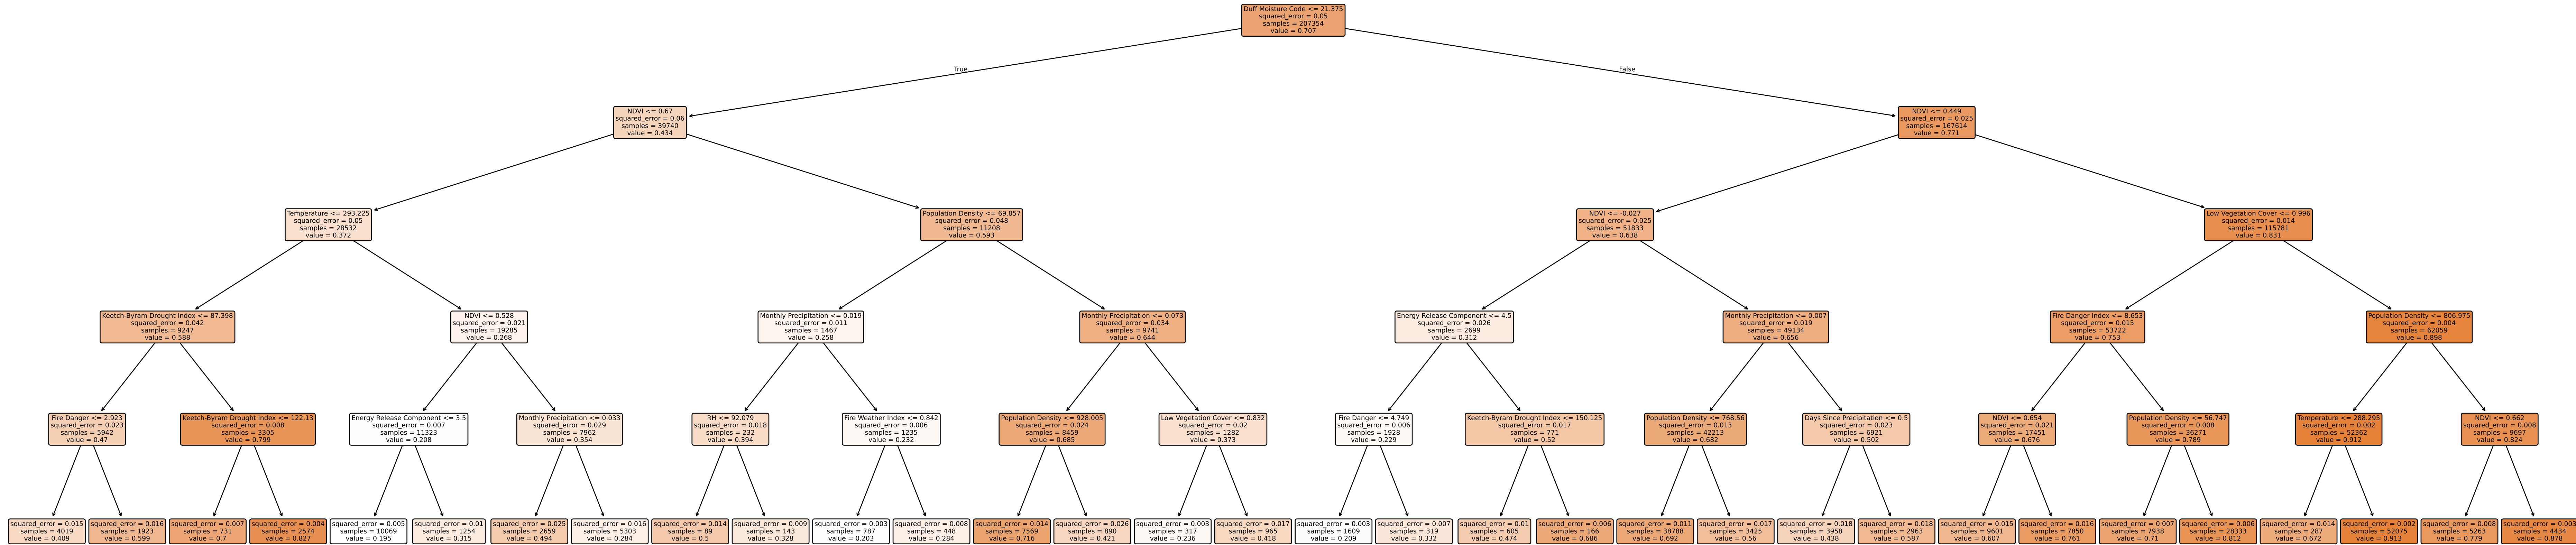 Duff Moisture Code <= 21.375
squared_error = 0.05
samples = 207354
value = 0.707
True
False
NDVI <= 0.67
squared_error = 0.06
samples = 39740
value = 0.434
NDVI <= 0.449
squared_error = 0.025
samples = 167614
value = 0.771
Temperature <= 293.225
squared_error = 0.05
samples = 28532
value = 0.372
Population Density <= 69.857
squared_error = 0.048
samples = 11208
value = 0.593
NDVI <= -0.027
squared_error = 0.025
samples = 51833
value = 0.638
Low Vegetation Cover <= 0.996
squared_error = 0.014
samples = 115781
value = 0.831
Keetch-Byram Drought Index <= 87.398
squared_error = 0.042
samples = 9247
value = 0.588
NDVI <= 0.528
squared_error = 0.021
samples = 19285
value = 0.268
Monthly Precipitation <= 0.019
squared_error = 0.011
samples = 1467
value = 0.258
Monthly Precipitation <= 0.073
squared_error = 0.034
samples = 9741
value = 0.644
Energy Release Component <= 4.5
squared_error = 0.026
samples = 2699
value = 0.312
Monthly Precipitation <= 0.007
squared_error = 0.019
samples = 49134
value = 0.656
Fire Danger Index <= 8.653
squared_error = 0.015
samples = 53722
value = 0.753
Population Density <= 806.975
squared_error = 0.004
samples = 62059
value = 0.898
Fire Danger <= 2.923
squared_error = 0.023
samples = 5942
value = 0.47
Keetch-Byram Drought Index <= 122.13
squared_error = 0.008
samples = 3305
value = 0.799
Energy Release Component <= 3.5
squared_error = 0.007
samples = 11323
value = 0.208
Monthly Precipitation <= 0.033
squared_error = 0.029
samples = 7962
value = 0.354
RH <= 92.079
squared_error = 0.018
samples = 232
value = 0.394
Fire Weather Index <= 0.842
squared_error = 0.006
samples = 1235
value = 0.232
Population Density <= 928.005
squared_error = 0.024
samples = 8459
value = 0.685
Low Vegetation Cover <= 0.832
squared_error = 0.02
samples = 1282
value = 0.373
Fire Danger <= 4.749
squared_error = 0.006
samples = 1928
value = 0.229
Keetch-Byram Drought Index <= 150.125
squared_error = 0.017
samples = 771
value = 0.52
Population Density <= 768.56
squared_error = 0.013
samples = 42213
value = 0.682
Days Since Precipitation <= 0.5
squared_error = 0.023
samples = 6921
value = 0.502
NDVI <= 0.654
squared_error = 0.021
samples = 17451
value = 0.676
Population Density <= 56.747
squared_error = 0.008
samples = 36271
value = 0.789
Temperature <= 288.295
squared_error = 0.002
samples = 52362
value = 0.912
NDVI <= 0.662
squared_error = 0.008
samples = 9697
value = 0.824
squared_error = 0.015
samples = 4019
value = 0.409
squared_error = 0.016
samples = 1923
value = 0.599
squared_error = 0.007
samples = 731
value = 0.7
squared_error = 0.004
samples = 2574
value = 0.827
squared_error = 0.005
samples = 10069
value = 0.195
squared_error = 0.01
samples = 1254
value = 0.315
squared_error = 0.025
samples = 2659
value = 0.494
squared_error = 0.016
samples = 5303
value = 0.284
squared_error = 0.014
samples = 89
value = 0.5
squared_error = 0.009
samples = 143
value = 0.328
squared_error = 0.003
samples = 787
value = 0.203
squared_error = 0.008
samples = 448
value = 0.284
squared_error = 0.014
samples = 7569
value = 0.716
squared_error = 0.026
samples = 890
value = 0.421
squared_error = 0.003
samples = 317
value = 0.236
squared_error = 0.017
samples = 965
value = 0.418
squared_error = 0.003
samples = 1609
value = 0.209
squared_error = 0.007
samples = 319
value = 0.332
squared_error = 0.01
samples = 605
value = 0.474
squared_error = 0.006
samples = 166
value = 0.686
squared_error = 0.011
samples = 38788
value = 0.692
squared_error = 0.017
samples = 3425
value = 0.56
squared_error = 0.018
samples = 3958
value = 0.438
squared_error = 0.018
samples = 2963
value = 0.587
squared_error = 0.015
samples = 9601
value = 0.607
squared_error = 0.016
samples = 7850
value = 0.761
squared_error = 0.007
samples = 7938
value = 0.71
squared_error = 0.006
samples = 28333
value = 0.812
squared_error = 0.014
samples = 287
value = 0.672
squared_error = 0.002
samples = 52075
value = 0.913
squared_error = 0.008
samples = 5263
value = 0.779
squared_error = 0.003
samples = 4434
value = 0.878